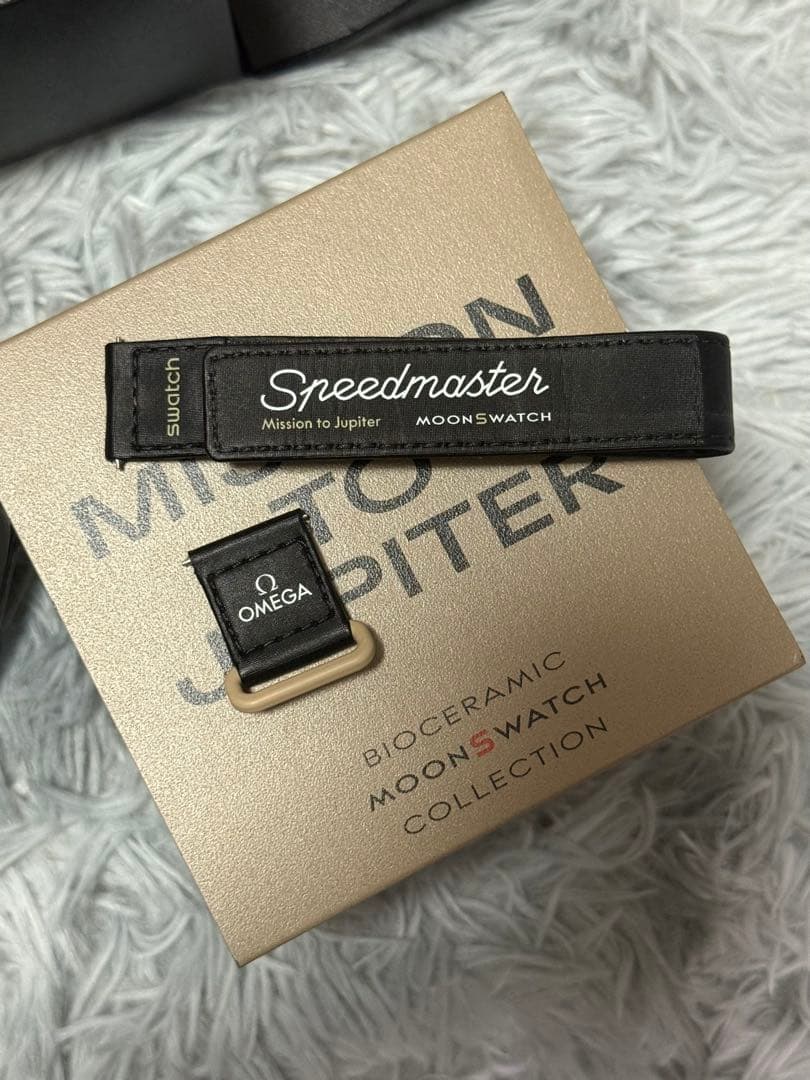 swatch
Speedmaster
Mission to Jupiter MOONSWATCH
Ω
OMEGA
MISSION
TO
JUPITER
BIOCERAMIC
MOONSWATCH
COLLECTION